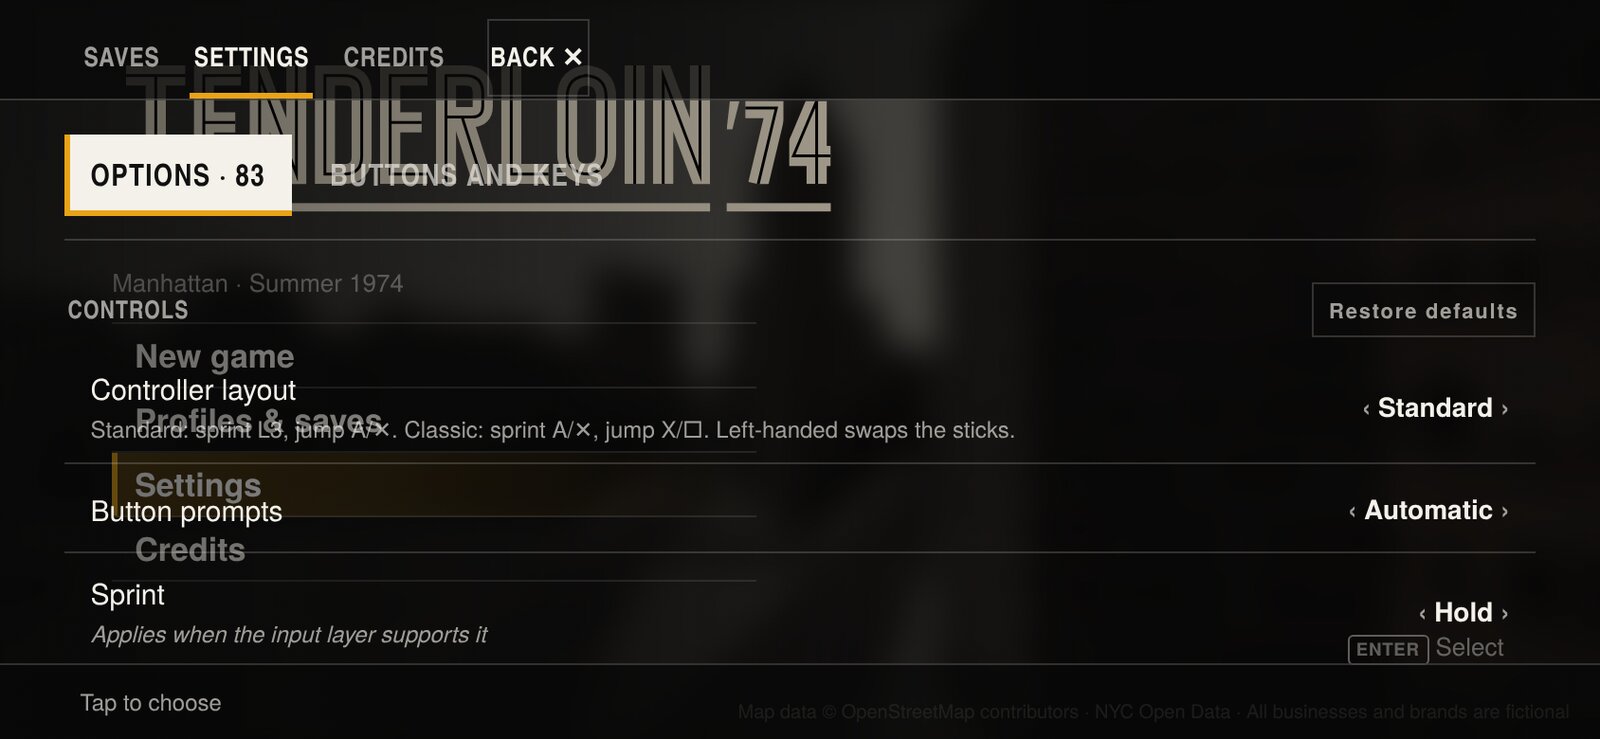 SAVES SETTINGS CREDITS BACK ✕
TENDERLOIN '74
OPTIONS · 83 BUTTONS AND KEYS
Manhattan · Summer 1974
CONTROLS Restore defaults
New game
Controller layout ‹ Standard ›
Profiles & saves
Standard: sprint L3, jump A/✕. Classic: sprint A/✕, jump X/□. Left-handed swaps the sticks.
Settings
Button prompts ‹ Automatic ›
Credits
Sprint ‹ Hold ›
Applies when the input layer supports it
ENTER Select
Tap to choose
Map data © OpenStreetMap contributors · NYC Open Data · All businesses and brands are fictional